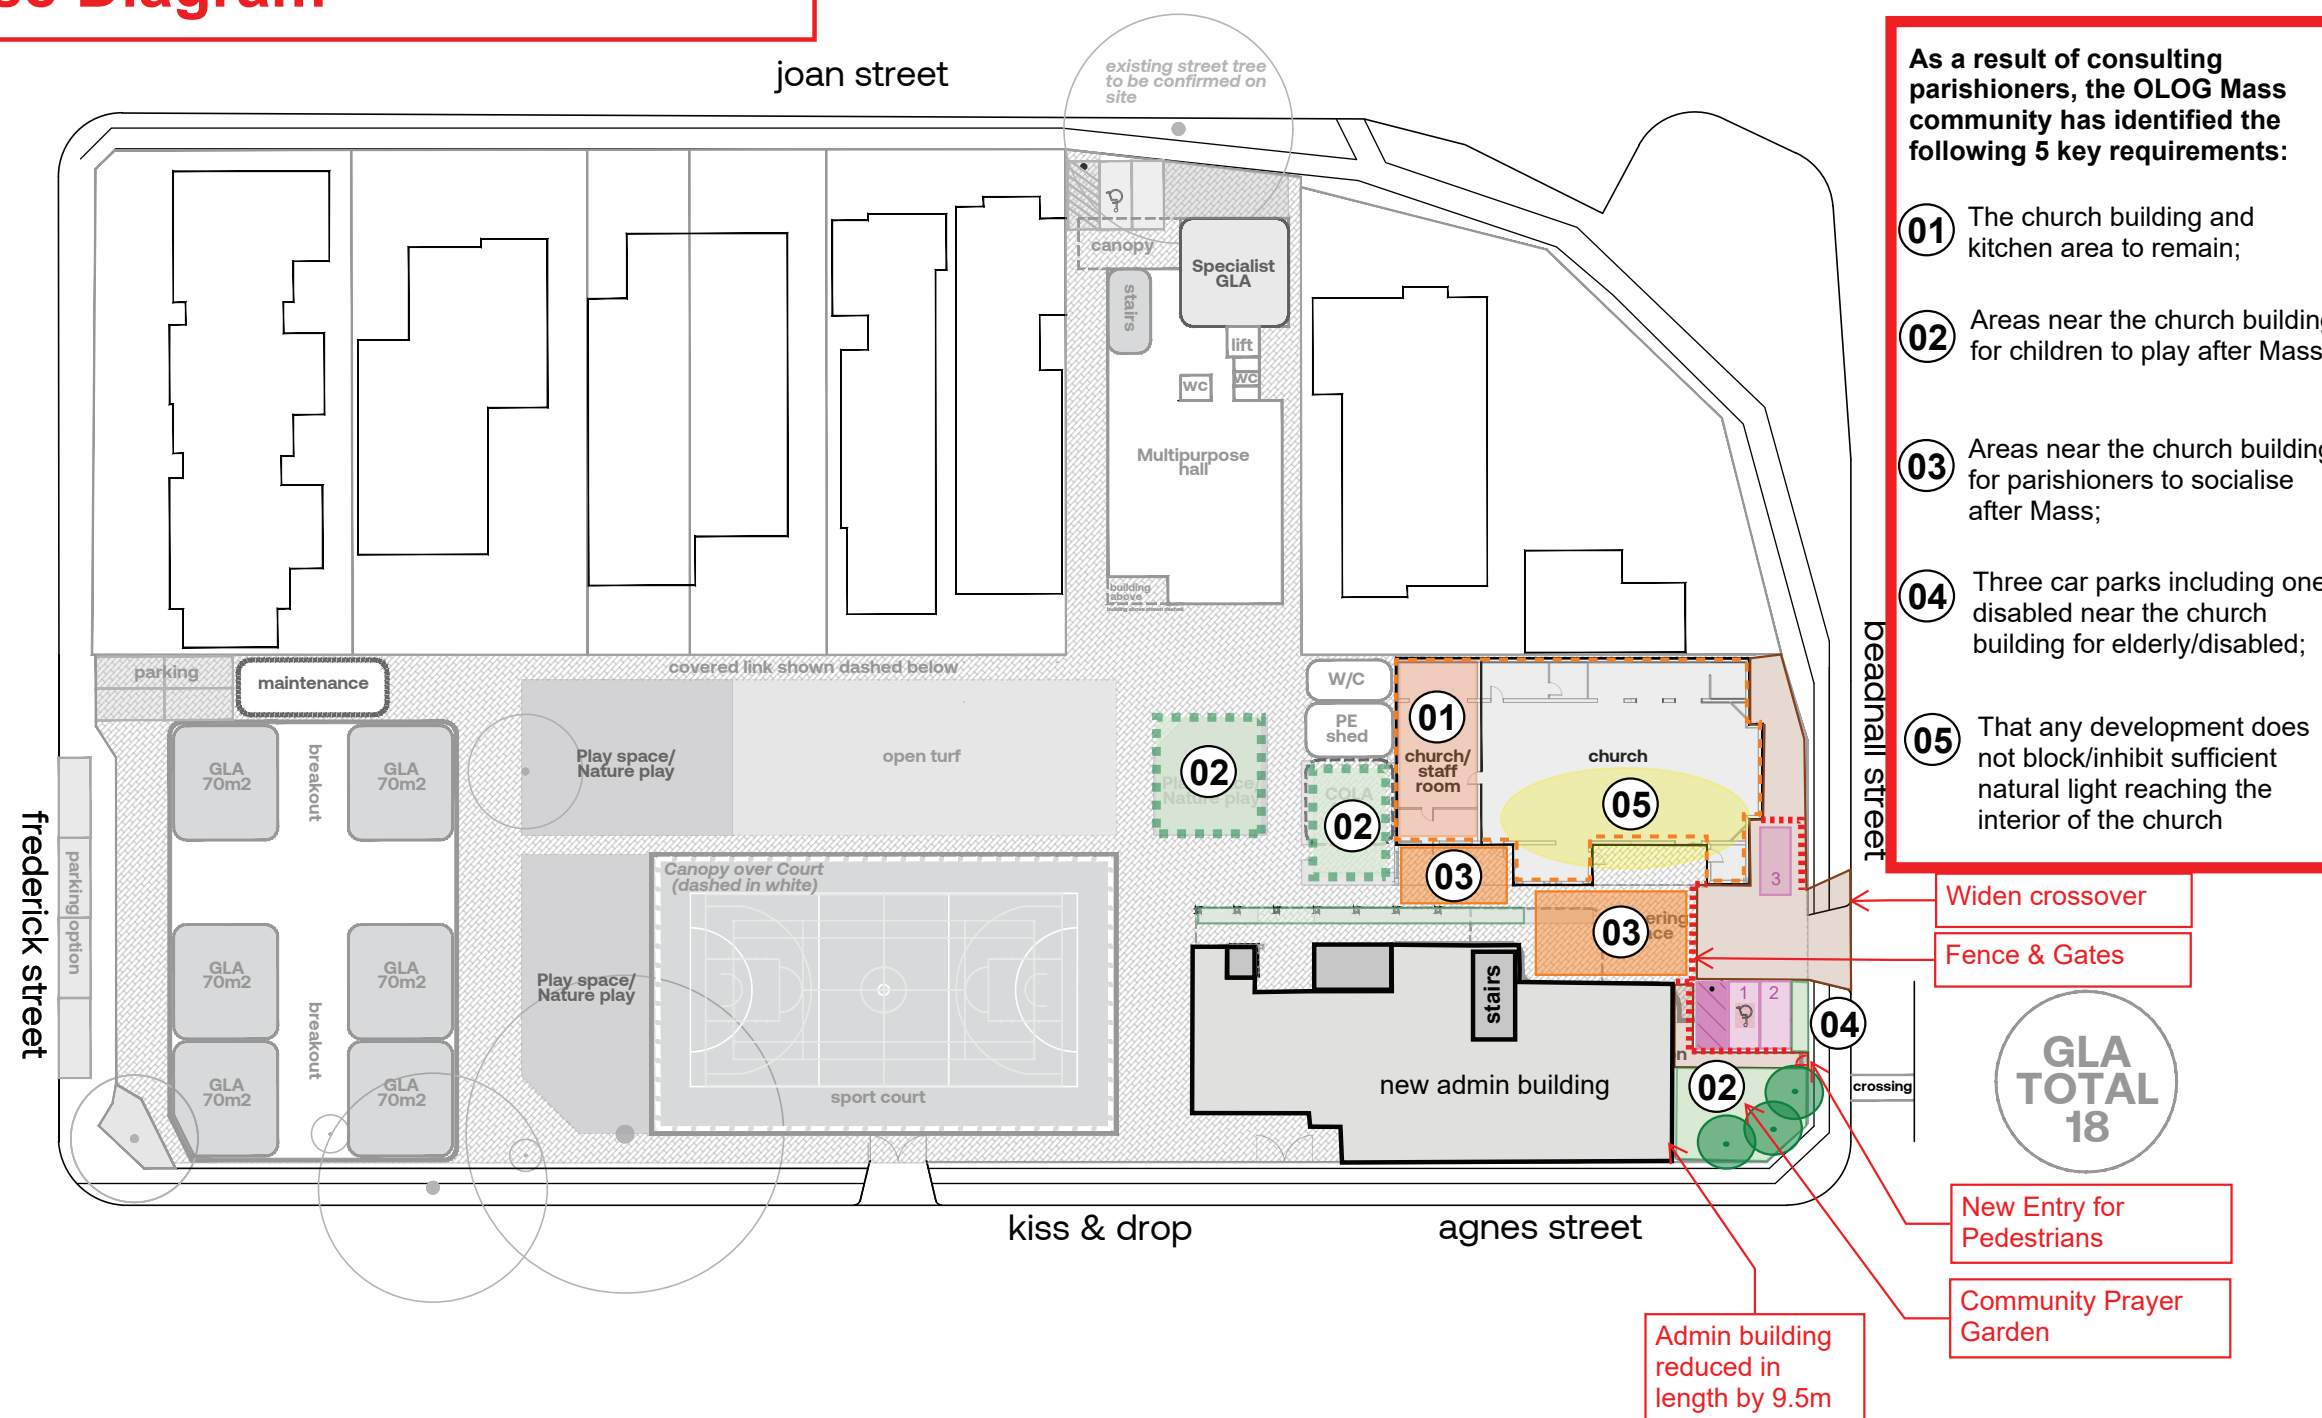 Diagram
joan street
existing street tree
to be confirmed on
site
As a result of consulting
parishioners, the OLOG Mass
community has identified the
following 5 key requirements:
01
The church building and
kitchen area to remain;
02
Areas near the church building
for children to play after Mass
03
Areas near the church building
for parishioners to socialise
after Mass;
04
Three car parks including one
disabled near the church
building for elderly/disabled;
05
That any development does
not block/inhibit sufficient
natural light reaching the
interior of the church
canopy
Specialist
GLA
stairs
lift
wc
wc
Multipurpose
hall
building
above
covered link shown dashed below
parking
maintenance
W/C
PE
shed
01
church/
staff
room
church
05
Play space/
Nature play
open turf
02
Nature play
COLA
02
GLA
70m2
breakout
GLA
70m2
beadnall street
frederick street
parking option
Canopy over Court
(dashed in white)
03
3
Widen crossover
03
Fence & Gates
GLA
70m2
GLA
70m2
Play space/
Nature play
stairs
1
2
04
breakout
GLA
70m2
GLA
70m2
sport court
new admin building
02
crossing
GLA
TOTAL
18
kiss & drop
agnes street
New Entry for
Pedestrians
Community Prayer
Garden
Admin building
reduced in
length by 9.5m